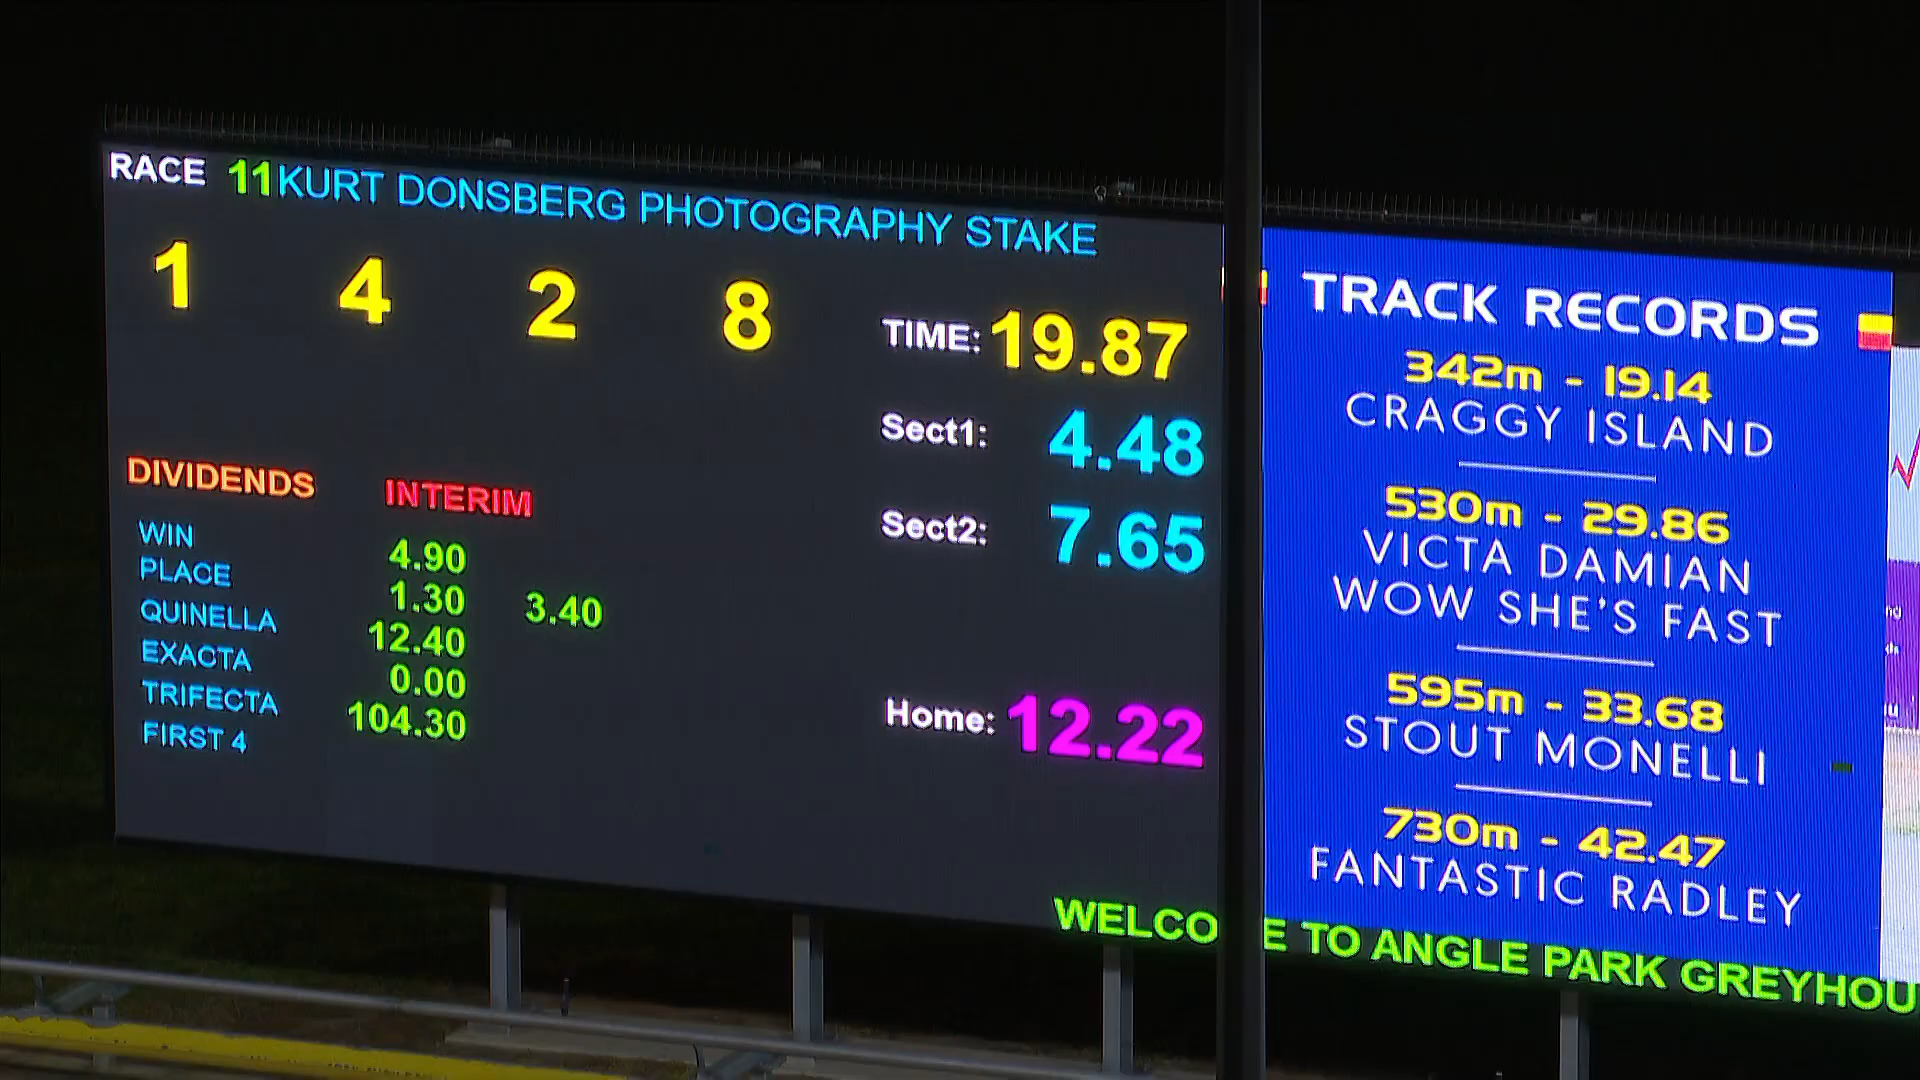 RACE 11 KURT DONSBERG PHOTOGRAPHY STAKE
1 4 2 8
TIME: 19.87
Sect1: 4.48
Sect2: 7.65
Home: 12.22
DIVIDENDS INTERIM
WIN 4.90
PLACE 1.30 3.40
QUINELLA 12.40
EXACTA 0.00
TRIFECTA 104.30
FIRST 4
TRACK RECORDS
342m - 19.14
CRAGGY ISLAND
530m - 29.86
VICTA DAMIAN
WOW SHE'S FAST
595m - 33.68
STOUT MONELLI
730m - 42.47
FANTASTIC RADLEY
WELCO E TO ANGLE PARK GREYHOU